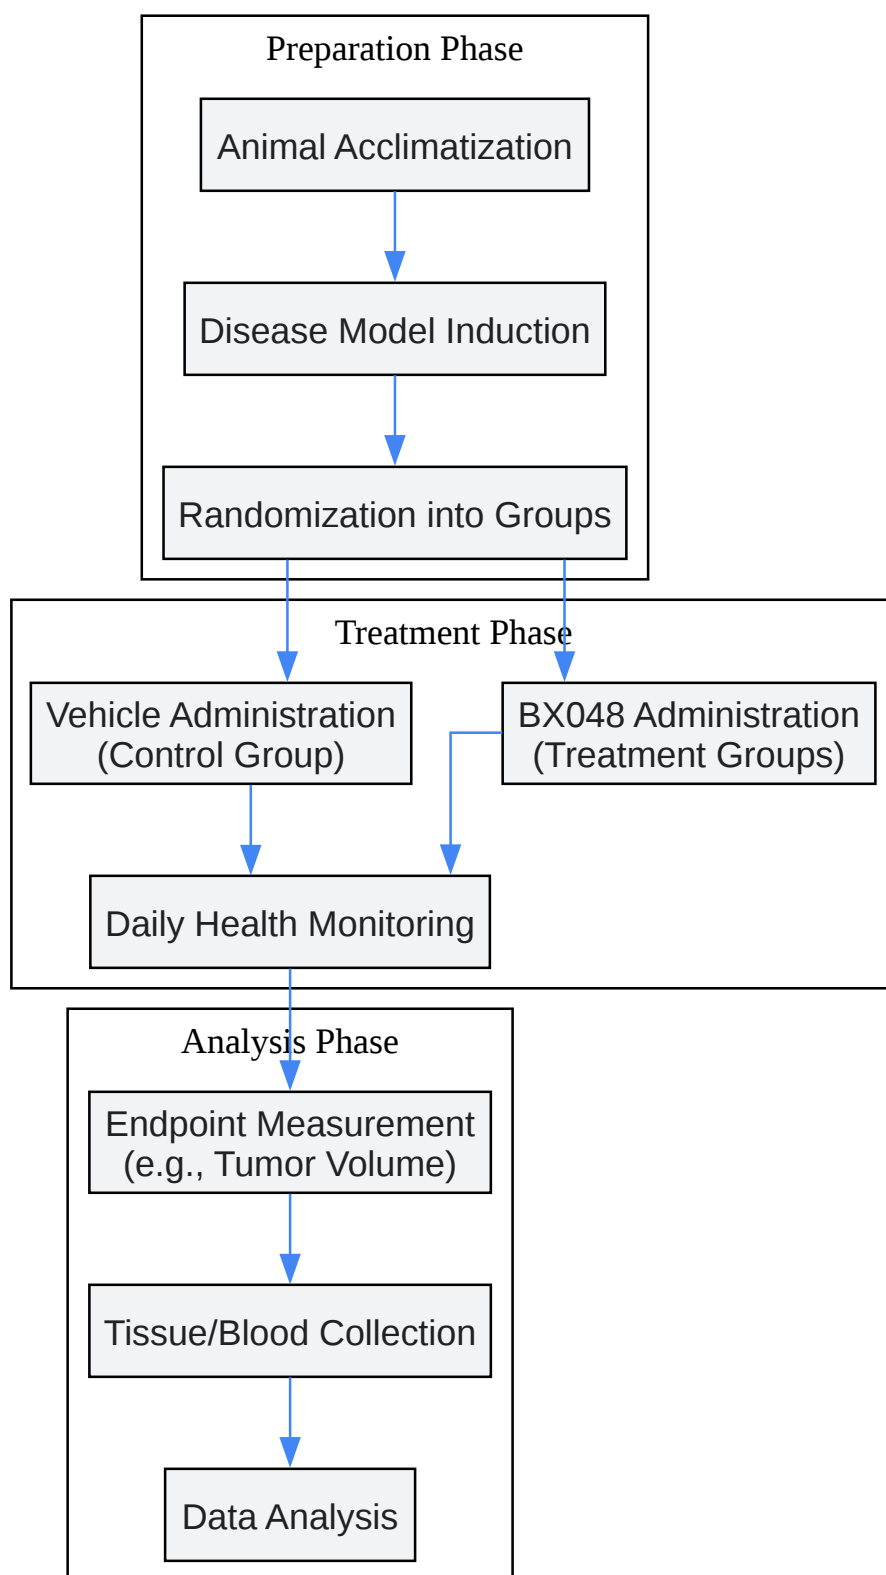 Preparation Phase
Animal Acclimatization
Disease Model Induction
Randomization into Groups
Treatment Phase
Vehicle Administration
(Control Group)
BX048 Administration
(Treatment Groups)
Daily Health Monitoring
Analysis Phase
Endpoint Measurement
(e.g., Tumor Volume)
Tissue/Blood Collection
Data Analysis